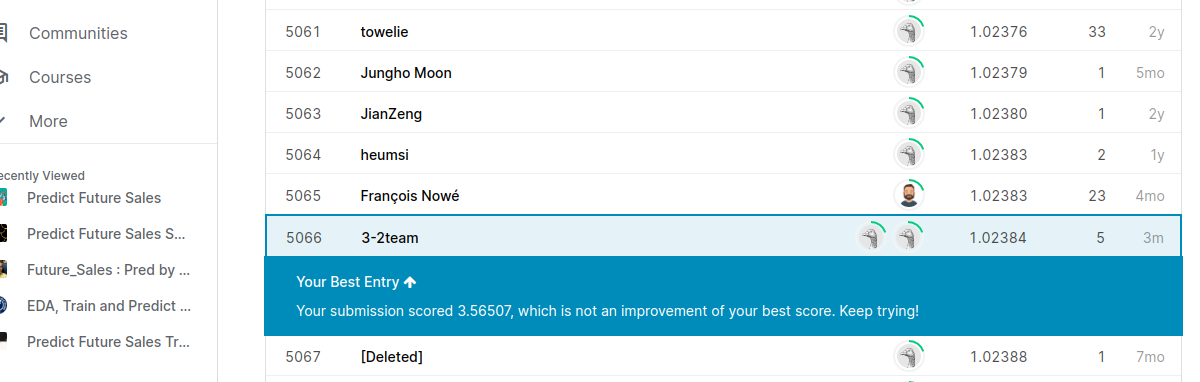 Communities
Courses
More
ecently Viewed
Predict Future Sales
Predict Future Sales S...
Future_Sales : Pred by ...
EDA, Train and Predict ...
Predict Future Sales Tr...
5061 towelie 1.02376 33 2y
5062 Jungho Moon 1.02379 1 5mo
5063 JianZeng 1.02380 1 2y
5064 heumsi 1.02383 2 1y
5065 François Nowé 1.02383 23 4mo
5066 3-2team 1.02384 5 3m
Your Best Entry
Your submission scored 3.56507, which is not an improvement of your best score. Keep trying!
5067 [Deleted] 1.02388 1 7mo